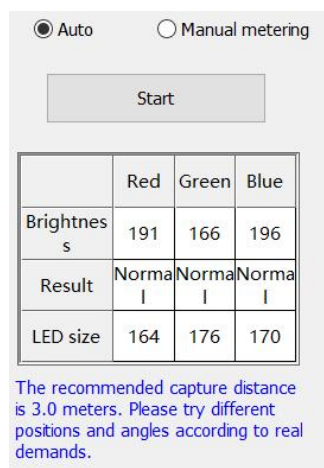 Auto Manual metering
Start
Red Green Blue
Brightnes
s 191 166 196
Result Norma Norma Norma
l l l
LED size 164 176 170
The recommended capture distance
is 3.0 meters. Please try different
positions and angles according to real
demands.